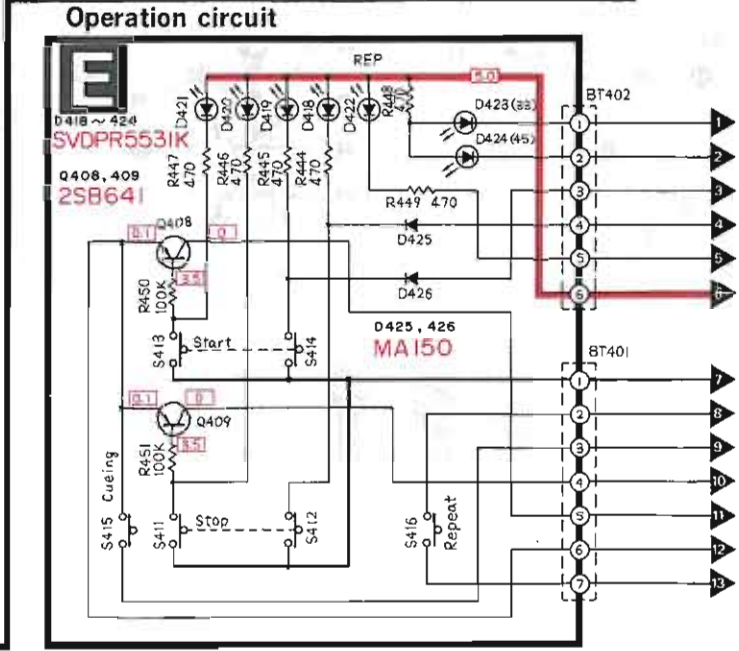 Operation circuit
E
REP
5.0
BT402
D418 ~ 424
SVDPR5531K
D421
D420
D419
D418
D422
R448
470
D423(33)
D424(45)
Q408, 409
2SB641
R447
470
R446
470
R445
470
R444
470
R449 470
D425
D426
1
2
3
4
5
6
1
2
3
4
5
6
Q408
0.1
0
3.5
R450
100K
S413
Start
S414
D425, 426
MA150
BT401
0.1
0
Q409
3.5
R451
100K
Cueing
S415
S411
Stop
S412
S416
Repeat
1
2
3
4
5
6
7
7
8
9
10
11
12
13